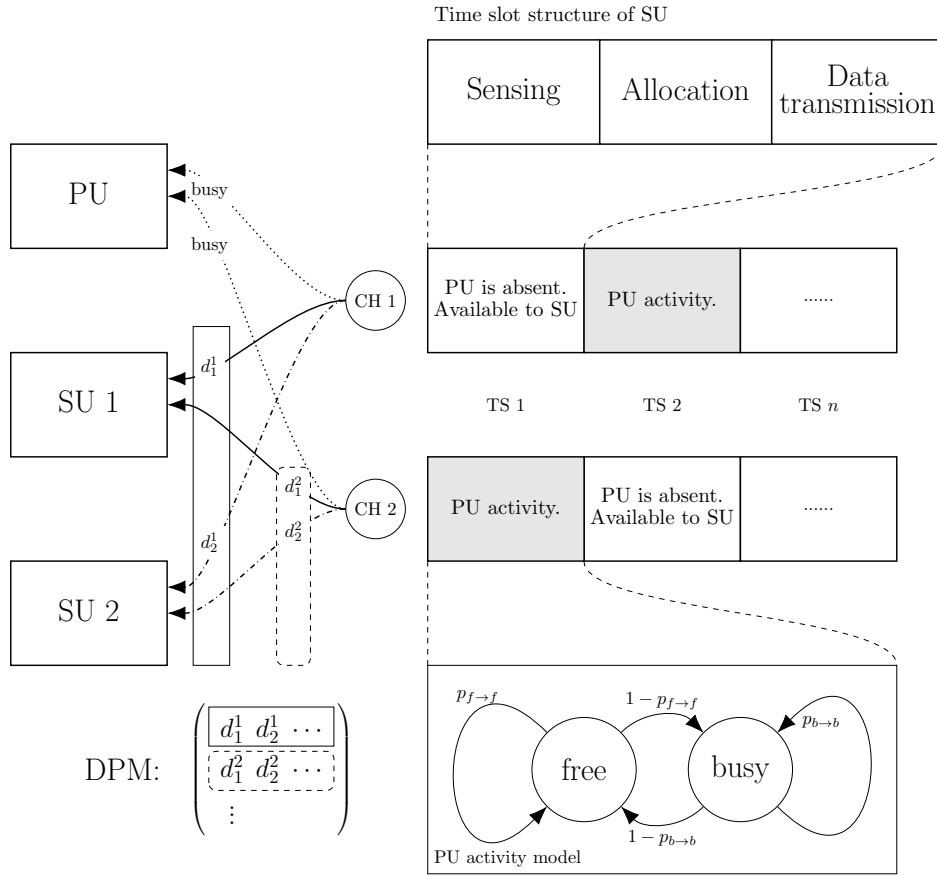 Time slot structure of SU
Sensing
Allocation
Data
transmission
PU
busy
busy
CH 1
PU is absent.
Available to SU
PU activity.
......
SU 1
d_1^1
TS 1
TS 2
TS n
d_1^2
CH 2
d_2^2
d_2^1
PU activity.
PU is absent.
Available to SU
......
SU 2
DPM:
d_1^1 d_2^1 ⋯
d_1^2 d_2^2 ⋯
⋮
p_{f→f}
1 − p_{f→f}
p_{b→b}
free
busy
1 − p_{b→b}
PU activity model